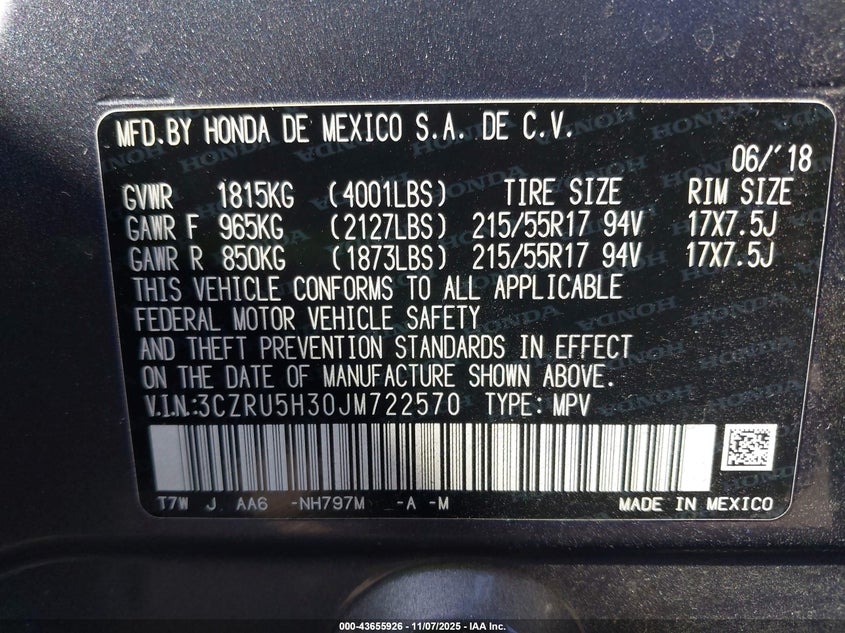 MFD.BY HONDA DE MEXICO S.A. DE C.V.
06/'18
GVWR 1815KG (4001LBS) TIRE SIZE RIM SIZE
GAWR F 965KG (2127LBS) 215/55R17 94V 17X7.5J
GAWR R 850KG (1873LBS) 215/55R17 94V 17X7.5J
THIS VEHICLE CONFORMS TO ALL APPLICABLE
FEDERAL MOTOR VEHICLE SAFETY
AND THEFT PREVENTION STANDARDS IN EFFECT
ON THE DATE OF MANUFACTURE SHOWN ABOVE.
V.I.N:3CZRU5H30JM722570 TYPE: MPV
T7W J AA6 -NH797M -A -M MADE IN MEXICO
000-43655926 - 11/07/2025 - IAA Inc.